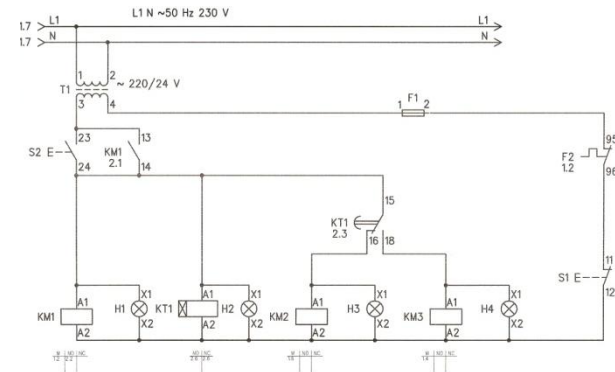 L1 N ~50 Hz 230 V
1.7 L1 L1
1.7 N N
1 2
T1 ~ 220/24 V
3 4
F1
1 2
23 13
S2 E KM1
2.1
24 14
95
F2
1.2
96
15
KT1
2.3
16 18
11
S1 E
12
A1 X1 A1 X1 A1 X1 A1 X1
KM1 H1 KT1 H2 KM2 H3 KM3 H4
A2 X2 A2 X2 A2 X2 A2 X2